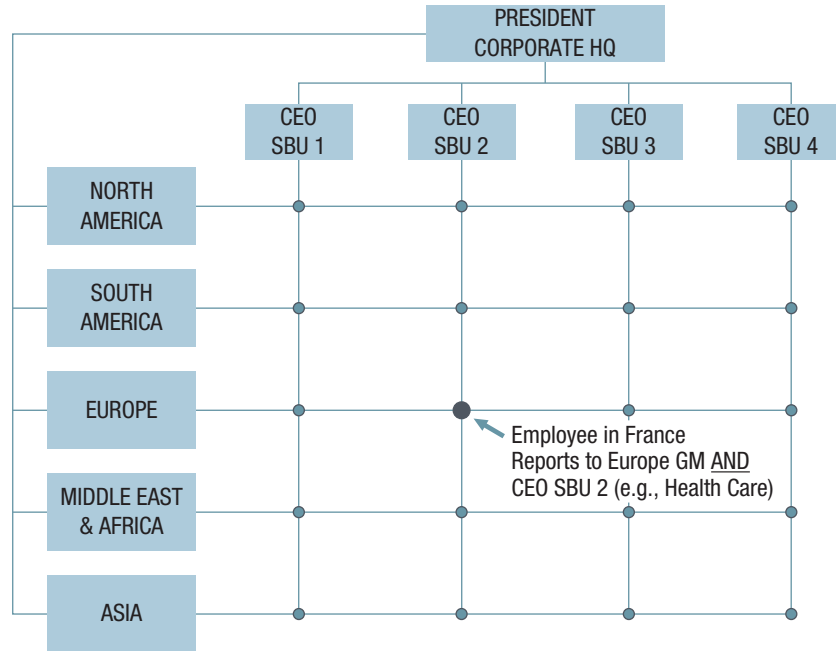 PRESIDENT
CORPORATE HQ
CEO
SBU 1
CEO
SBU 2
CEO
SBU 3
CEO
SBU 4
NORTH
AMERICA
SOUTH
AMERICA
EUROPE
Employee in France
Reports to Europe GM AND
CEO SBU 2 (e.g., Health Care)
MIDDLE EAST
& AFRICA
ASIA